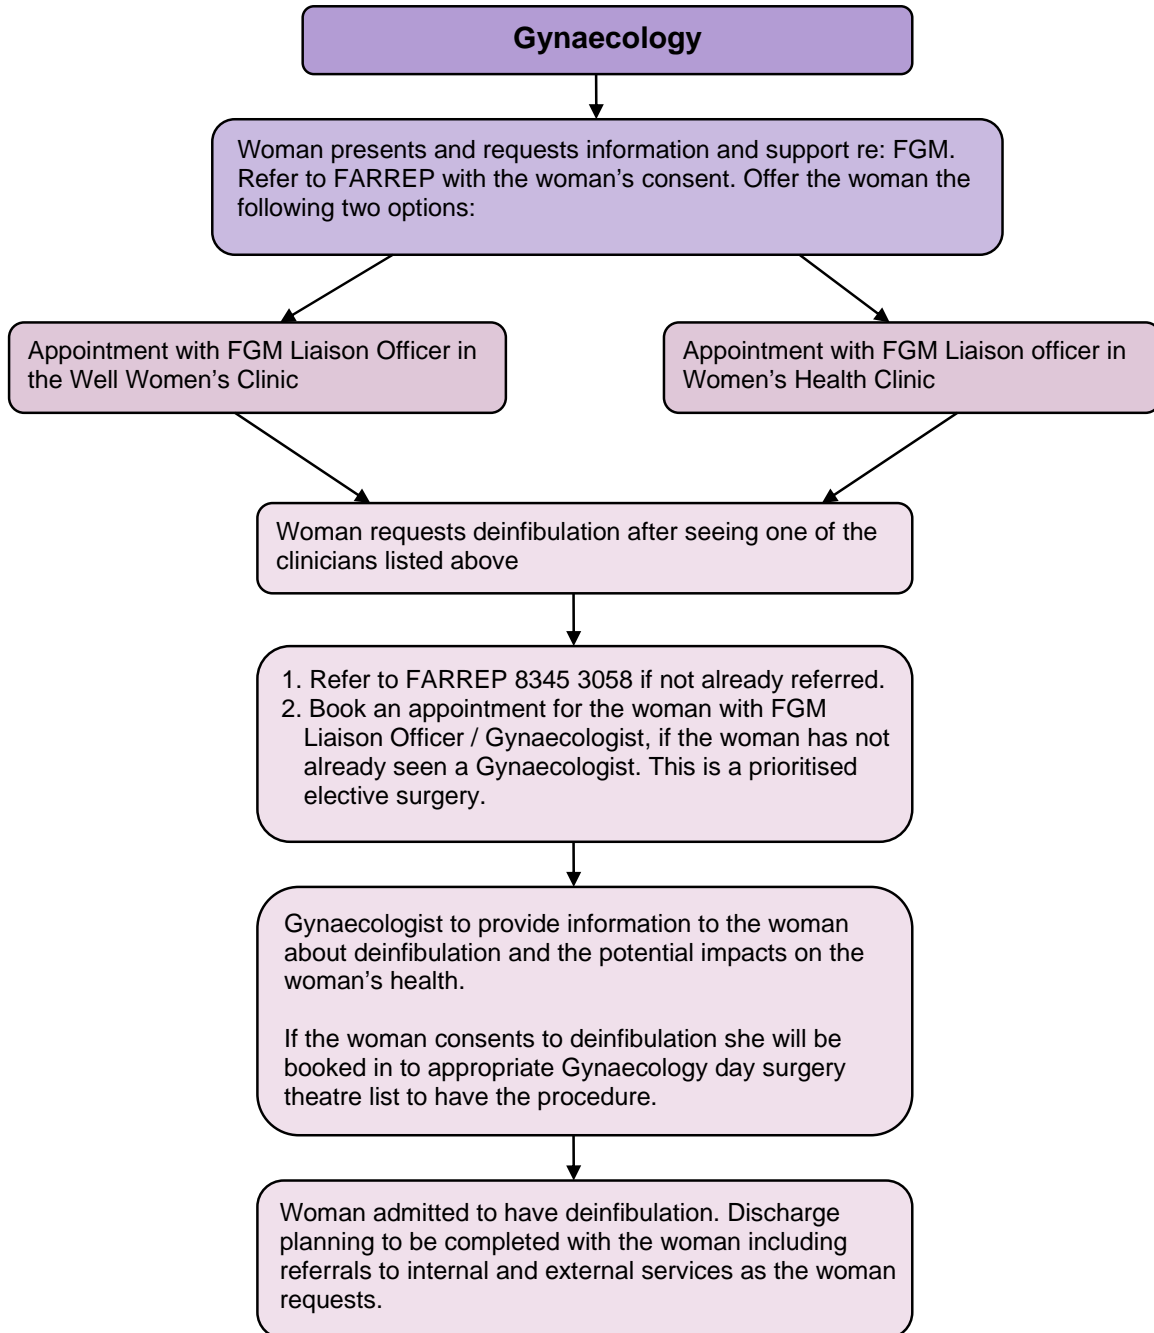 Gynaecology
Woman presents and requests information and support re: FGM.
Refer to FARREP with the woman's consent. Offer the woman the
following two options:
Appointment with FGM Liaison Officer in
the Well Women's Clinic
Appointment with FGM Liaison officer in
Women's Health Clinic
Woman requests deinfibulation after seeing one of the
clinicians listed above
1. Refer to FARREP 8345 3058 if not already referred.
2. Book an appointment for the woman with FGM
Liaison Officer / Gynaecologist, if the woman has not
already seen a Gynaecologist. This is a prioritised
elective surgery.
Gynaecologist to provide information to the woman
about deinfibulation and the potential impacts on the
woman's health.
If the woman consents to deinfibulation she will be
booked in to appropriate Gynaecology day surgery
theatre list to have the procedure.
Woman admitted to have deinfibulation. Discharge
planning to be completed with the woman including
referrals to internal and external services as the woman
requests.